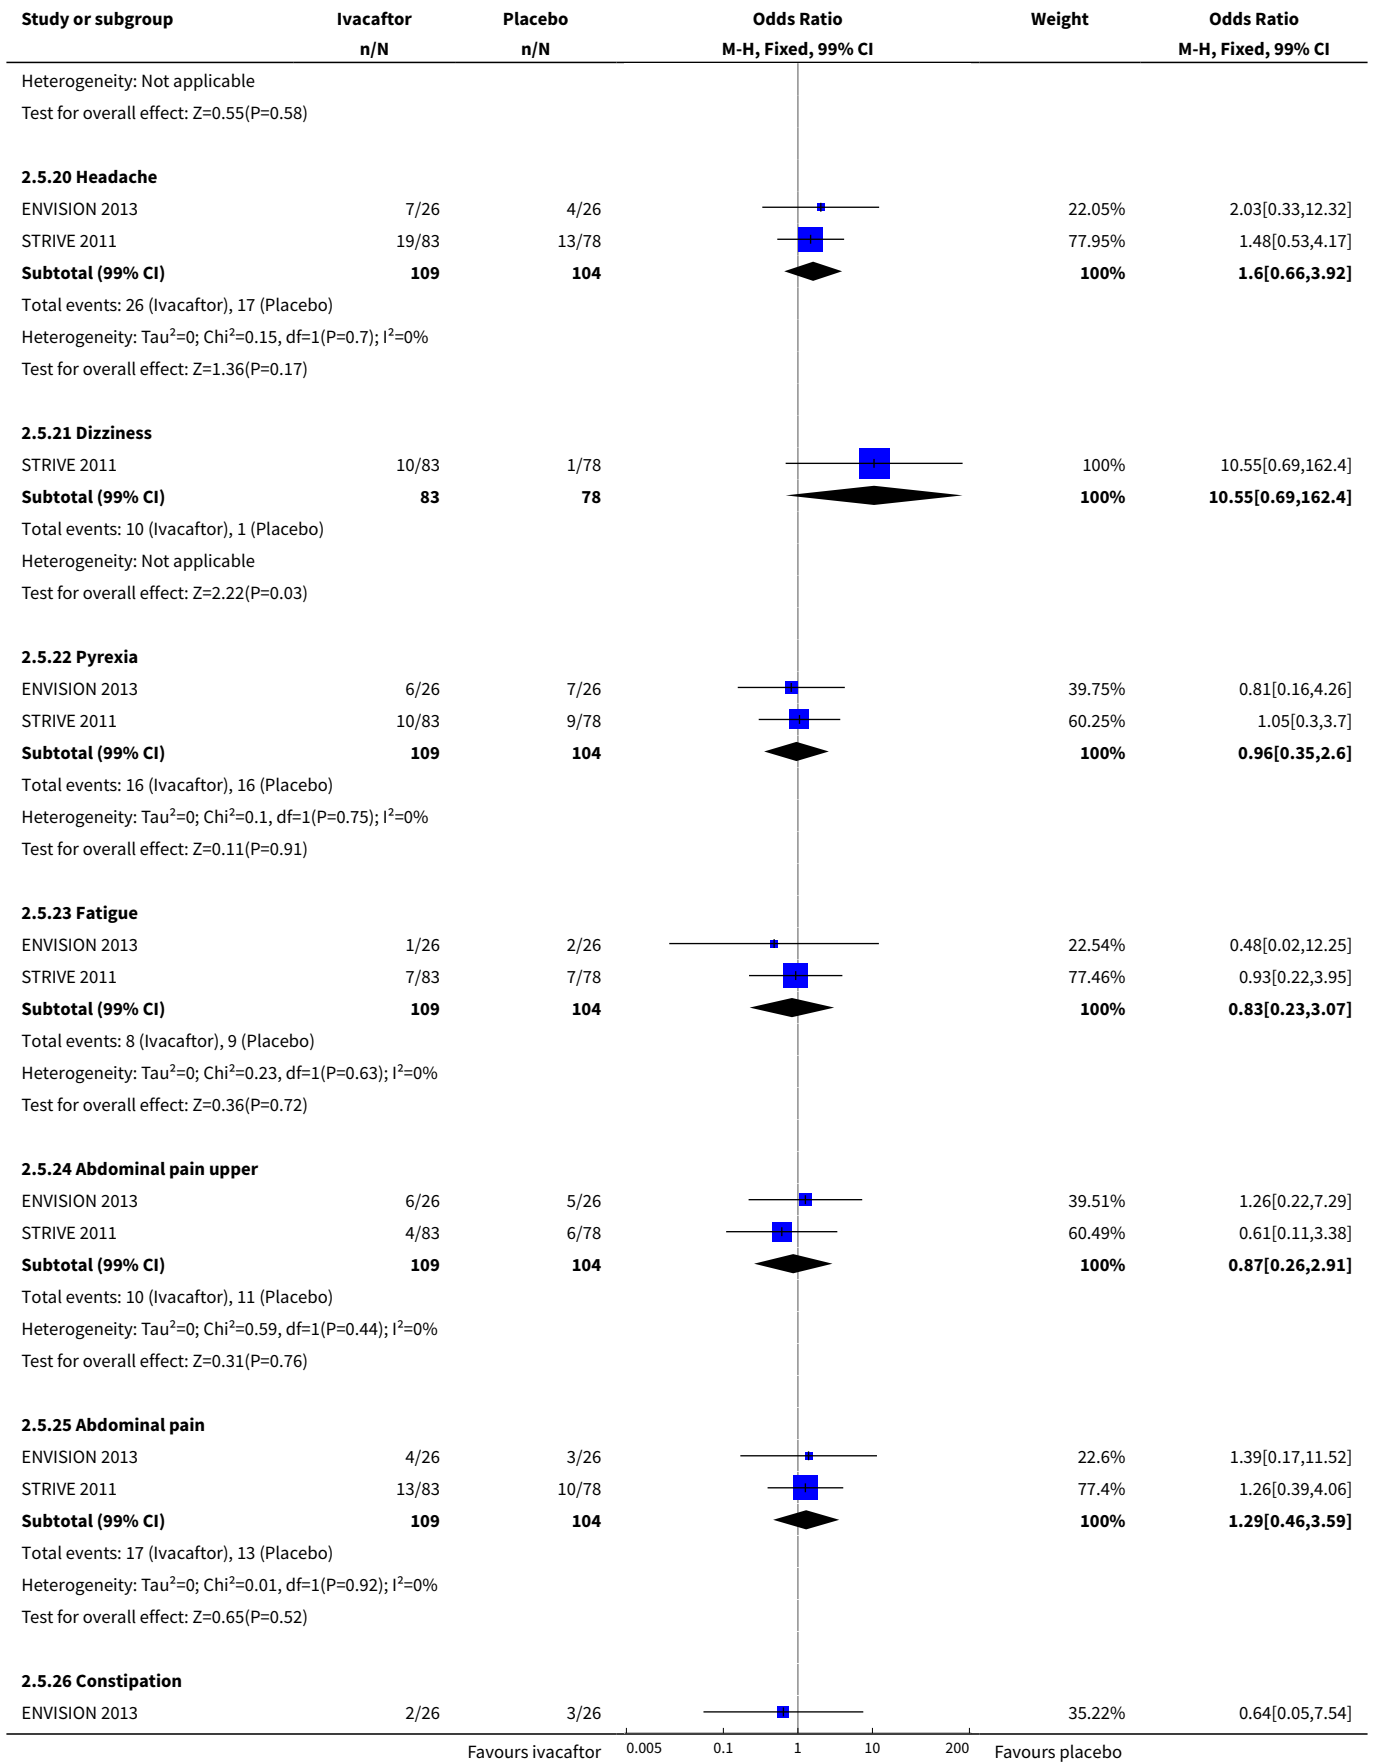 Study or subgroup Ivacaftor Placebo Odds Ratio Weight Odds Ratio
n/N n/N M-H, Fixed, 99% CI M-H, Fixed, 99% CI
Heterogeneity: Not applicable
Test for overall effect: Z=0.55(P=0.58)
2.5.20 Headache
ENVISION 2013 7/26 4/26 22.05% 2.03[0.33,12.32]
STRIVE 2011 19/83 13/78 77.95% 1.48[0.53,4.17]
Subtotal (99% CI) 109 104 100% 1.6[0.66,3.92]
Total events: 26 (Ivacaftor), 17 (Placebo)
Heterogeneity: Tau²=0; Chi²=0.15, df=1(P=0.7); I²=0%
Test for overall effect: Z=1.36(P=0.17)
2.5.21 Dizziness
STRIVE 2011 10/83 1/78 100% 10.55[0.69,162.4]
Subtotal (99% CI) 83 78 100% 10.55[0.69,162.4]
Total events: 10 (Ivacaftor), 1 (Placebo)
Heterogeneity: Not applicable
Test for overall effect: Z=2.22(P=0.03)
2.5.22 Pyrexia
ENVISION 2013 6/26 7/26 39.75% 0.81[0.16,4.26]
STRIVE 2011 10/83 9/78 60.25% 1.05[0.3,3.7]
Subtotal (99% CI) 109 104 100% 0.96[0.35,2.6]
Total events: 16 (Ivacaftor), 16 (Placebo)
Heterogeneity: Tau²=0; Chi²=0.1, df=1(P=0.75); I²=0%
Test for overall effect: Z=0.11(P=0.91)
2.5.23 Fatigue
ENVISION 2013 1/26 2/26 22.54% 0.48[0.02,12.25]
STRIVE 2011 7/83 7/78 77.46% 0.93[0.22,3.95]
Subtotal (99% CI) 109 104 100% 0.83[0.23,3.07]
Total events: 8 (Ivacaftor), 9 (Placebo)
Heterogeneity: Tau²=0; Chi²=0.23, df=1(P=0.63); I²=0%
Test for overall effect: Z=0.36(P=0.72)
2.5.24 Abdominal pain upper
ENVISION 2013 6/26 5/26 39.51% 1.26[0.22,7.29]
STRIVE 2011 4/83 6/78 60.49% 0.61[0.11,3.38]
Subtotal (99% CI) 109 104 100% 0.87[0.26,2.91]
Total events: 10 (Ivacaftor), 11 (Placebo)
Heterogeneity: Tau²=0; Chi²=0.59, df=1(P=0.44); I²=0%
Test for overall effect: Z=0.31(P=0.76)
2.5.25 Abdominal pain
ENVISION 2013 4/26 3/26 22.6% 1.39[0.17,11.52]
STRIVE 2011 13/83 10/78 77.4% 1.26[0.39,4.06]
Subtotal (99% CI) 109 104 100% 1.29[0.46,3.59]
Total events: 17 (Ivacaftor), 13 (Placebo)
Heterogeneity: Tau²=0; Chi²=0.01, df=1(P=0.92); I²=0%
Test for overall effect: Z=0.65(P=0.52)
2.5.26 Constipation
ENVISION 2013 2/26 3/26 35.22% 0.64[0.05,7.54]
Favours ivacaftor 0.005 0.1 1 10 200 Favours placebo